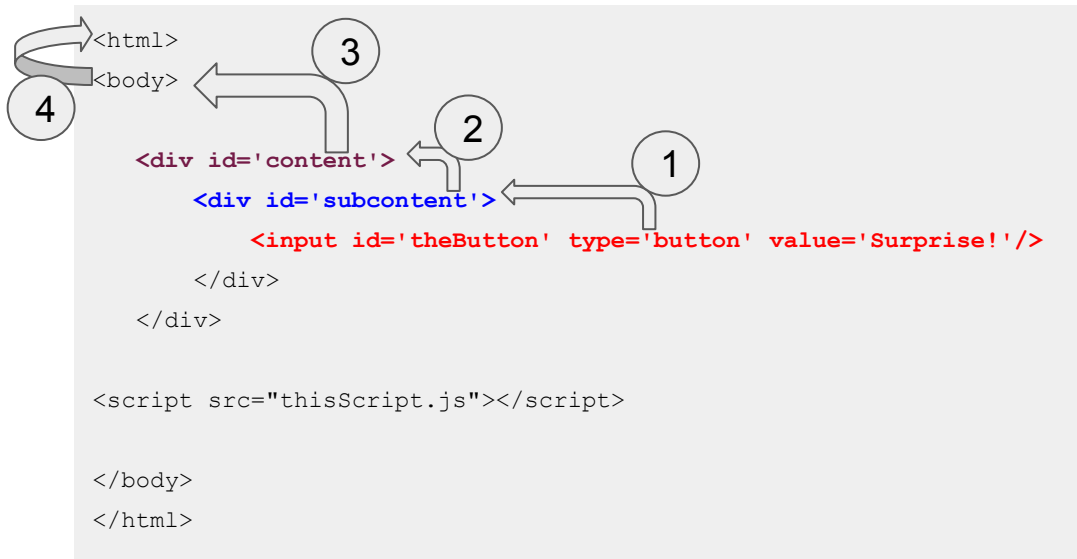 <html>
3
<body>
4
2
<div id='content'>
1
<div id='subcontent'>
<input id='theButton' type='button' value='Surprise!'/>
</div>
</div>
<script src="thisScript.js"></script>
</body>
</html>